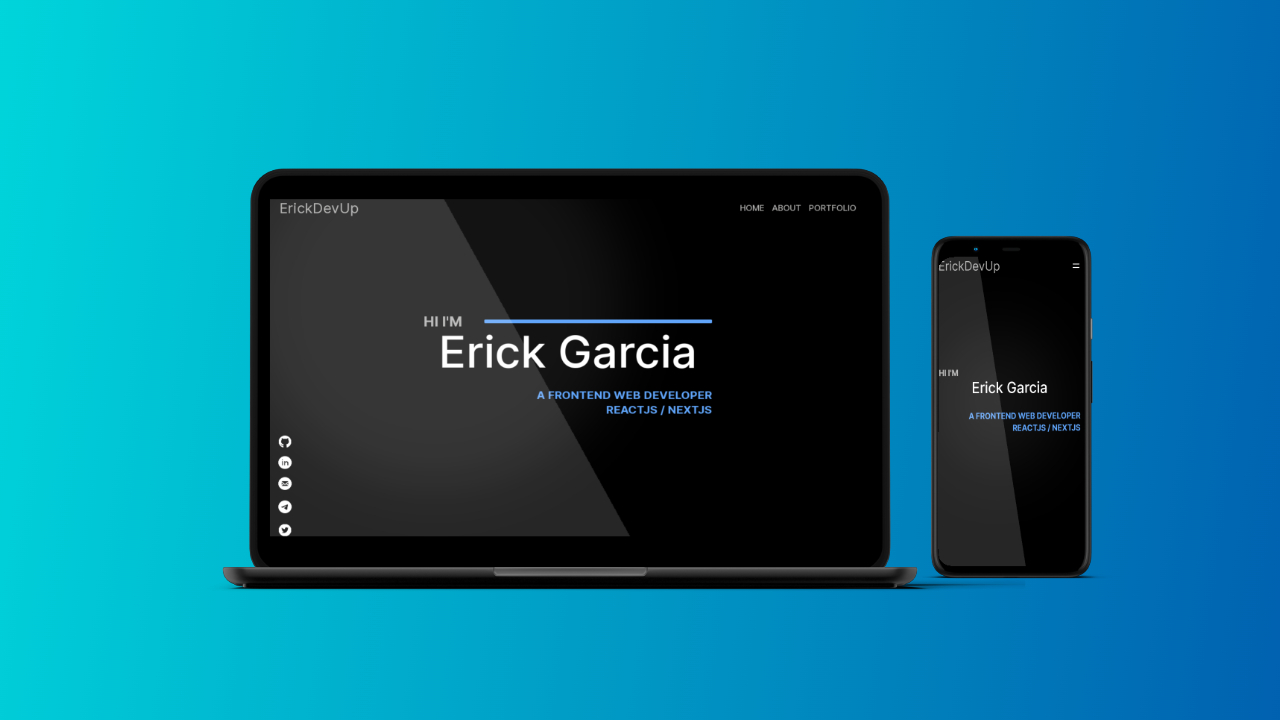 ErickDevUp
HOME ABOUT PORTFOLIO
HI I'M
Erick Garcia
A FRONTEND WEB DEVELOPER
REACTJS / NEXTJS
in
ErickDevUp
HI I'M
Erick Garcia
A FRONTEND WEB DEVELOPER
REACTJS / NEXTJS